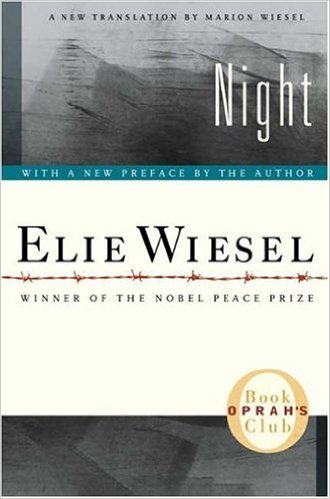 A NEW TRANSLATION BY MARION WIESEL
Night
WITH A NEW PREFACE BY THE AUTHOR
ELIE WIESEL
WINNER OF THE NOBEL PEACE PRIZE
Book
OPRAH'S
Club